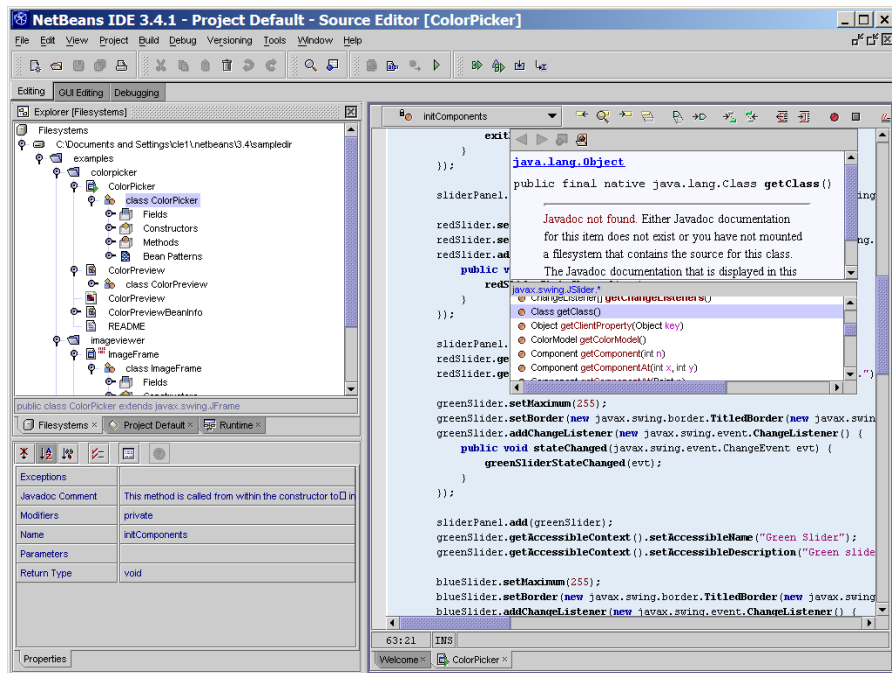 NetBeans IDE 3.4.1 - Project Default - Source Editor [ColorPicker]
File Edit View Project Build Debug Versioning Tools Window Help
Editing GUI Editing Debugging
Explorer [Filesystems]
Filesystems
C:\Documents and Settings\cle1\.netbeans\3.4\sampledir
examples
colorpicker
ColorPicker
class ColorPicker
Fields
Constructors
Methods
Bean Patterns
ColorPreview
class ColorPreview
ColorPreview
ColorPreviewBeanInfo
README
imageviewer
ImageFrame
class ImageFrame
Fields
Constructors
public class ColorPicker extends javax.swing.JFrame
Filesystems Project Default Runtime
Exceptions
Javadoc Comment This method is called from within the constructor to in
Modifiers private
Name initComponents
Parameters
Return Type void
Properties
initComponents
exit
}
});
sliderPanel.
redSlider.se
redSlider.se
redSlider.ad
public v
redS
}
});
sliderPanel.
redSlider.ge
redSlider.ge .")
java.lang.Object
public final native java.lang.Class getClass()
Javadoc not found. Either Javadoc documentation
for this item does not exist or you have not mounted
a filesystem that contains the source for this class.
The Javadoc documentation that is displayed in this
javax.swing.JSlider.*
ChangeListener[] getChangeListeners()
Class getClass()
Object getClientProperty(Object key)
ColorModel getColorModel()
Component getComponent(int n)
Component getComponentAt(int x, int y)
greenSlider.setMaximum(255);
greenSlider.setBorder(new javax.swing.border.TitledBorder(new javax.swin
greenSlider.addChangeListener(new javax.swing.event.ChangeListener() {
public void stateChanged(javax.swing.event.ChangeEvent evt) {
greenSliderStateChanged(evt);
}
});
sliderPanel.add(greenSlider);
greenSlider.getAccessibleContext().setAccessibleName("Green Slider");
greenSlider.getAccessibleContext().setAccessibleDescription("Green slide
blueSlider.setMaximum(255);
blueSlider.setBorder(new javax.swing.border.TitledBorder(new javax.swing
blueSlider.addChangeListener(new javax.swing.event.ChangeListener() {
63:21 INS
Welcome ColorPicker